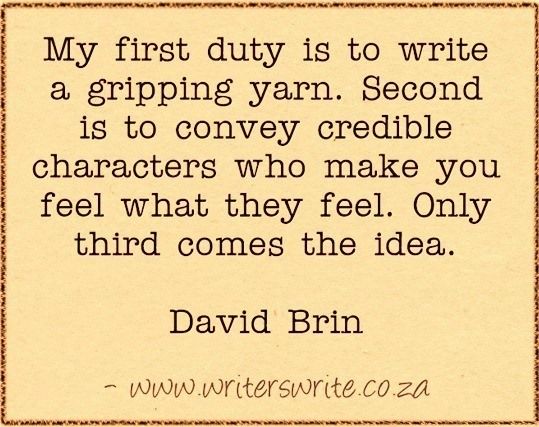 My first duty is to write
a gripping yarn. Second
is to convey credible
characters who make you
feel what they feel. Only
third comes the idea.
David Brin
- www.writerswrite.co.za